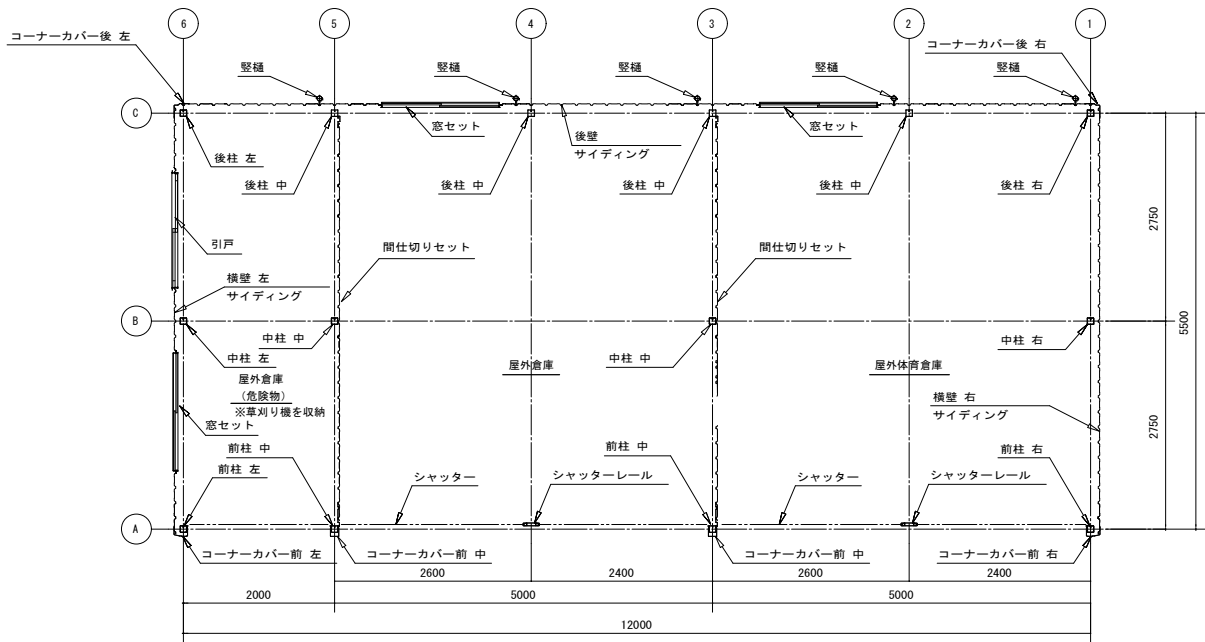 6
5
4
3
2
1
コーナーカバー後 左
コーナーカバー後 右
竪樋
竪樋
竪樋
竪樋
竪樋
C
窓セット
後壁
サイディング
窓セット
後柱 左
後柱 中
後柱 中
後柱 中
後柱 中
後柱 右
2750
引戸
間仕切りセット
間仕切りセット
横壁 左
サイディング
5500
B
中柱 左
中柱 中
中柱 中
中柱 右
屋外倉庫
(危険物)
※草刈り機を収納
屋外倉庫
屋外体育倉庫
横壁 右
サイディング
2750
窓セット
前柱 中
前柱 左
シャッター
シャッターレール
前柱 中
シャッター
シャッターレール
前柱 右
A
コーナーカバー前 左
コーナーカバー前 中
コーナーカバー前 中
コーナーカバー前 右
2600
2400
2600
2400
2000
5000
5000
12000